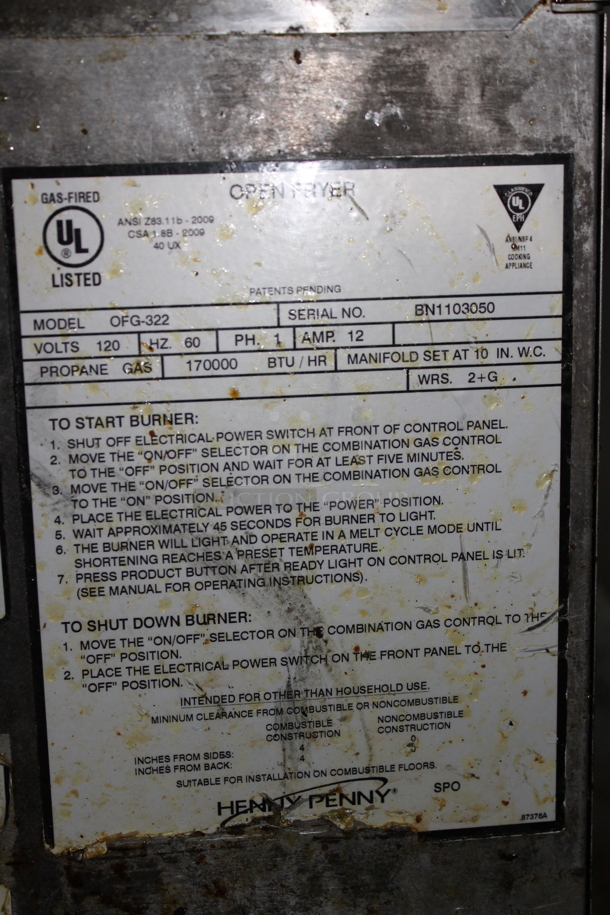 GAS-FIRED
UL
®
LISTED
ANSI Z83.11b - 2009
CSA 1.8B - 2009
40 UX
OPEN FRYER
CLASSIFIED
UL
EPH
ANSI/NSF 4
9M11
COOKING
APPLIANCE
PATENTS PENDING
MODEL OFG-322 SERIAL NO. BN1103050
VOLTS 120 HZ 60 PH. 1 AMP. 12
PROPANE GAS 170000 BTU / HR MANIFOLD SET AT 10 IN. W.C.
WRS. 2+G
TO START BURNER:
1. SHUT OFF ELECTRICAL POWER SWITCH AT FRONT OF CONTROL PANEL.
2. MOVE THE "ON/OFF" SELECTOR ON THE COMBINATION GAS CONTROL
TO THE "OFF" POSITION AND WAIT FOR AT LEAST FIVE MINUTES.
3. MOVE THE "ON/OFF" SELECTOR ON THE COMBINATION GAS CONTROL
TO THE "ON" POSITION.
4. PLACE THE ELECTRICAL POWER TO THE "POWER" POSITION.
5. WAIT APPROXIMATELY 45 SECONDS FOR BURNER TO LIGHT.
6. THE BURNER WILL LIGHT AND OPERATE IN A MELT CYCLE MODE UNTIL
SHORTENING REACHES A PRESET TEMPERATURE.
7. PRESS PRODUCT BUTTON AFTER READY LIGHT ON CONTROL PANEL IS LIT.
(SEE MANUAL FOR OPERATING INSTRUCTIONS).
TO SHUT DOWN BURNER:
1. MOVE THE "ON/OFF" SELECTOR ON THE COMBINATION GAS CONTROL TO THE
"OFF" POSITION.
2. PLACE THE ELECTRICAL POWER SWITCH ON THE FRONT PANEL TO THE
"OFF" POSITION.
INTENDED FOR OTHER THAN HOUSEHOLD USE.
MININUM CLEARANCE FROM COMBUSTIBLE OR NONCOMBUSTIBLE
COMBUSTIBLE NONCOMBUSTIBLE
CONSTRUCTION CONSTRUCTION
INCHES FROM SIDES: 4 0
INCHES FROM BACK: 4
SUITABLE FOR INSTALLATION ON COMBUSTIBLE FLOORS.
HENNY PENNY® SPO
87376A